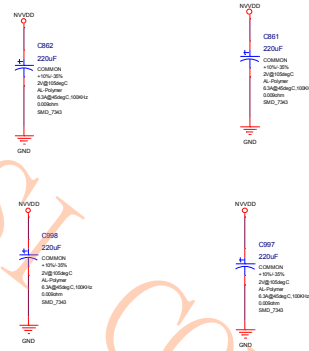 NVVDD
C862
220uF
COMMON
+10%/-35%
2V@105degC
AL-Polymer
6.3A@45degC,100KHz
0.009ohm
SMD_7343
GND
NVVDD
C861
220uF
COMMON
+10%/-35%
2V@105degC
AL-Polymer
6.3A@45degC,100KHz
0.009ohm
SMD_7343
GND
NVVDD
C998
220uF
COMMON
+10%/-35%
2V@105degC
AL-Polymer
6.3A@45degC,100KHz
0.009ohm
SMD_7343
GND
NVVDD
C997
220uF
COMMON
+10%/-35%
2V@105degC
AL-Polymer
6.3A@45degC,100KHz
0.009ohm
SMD_7343
GND